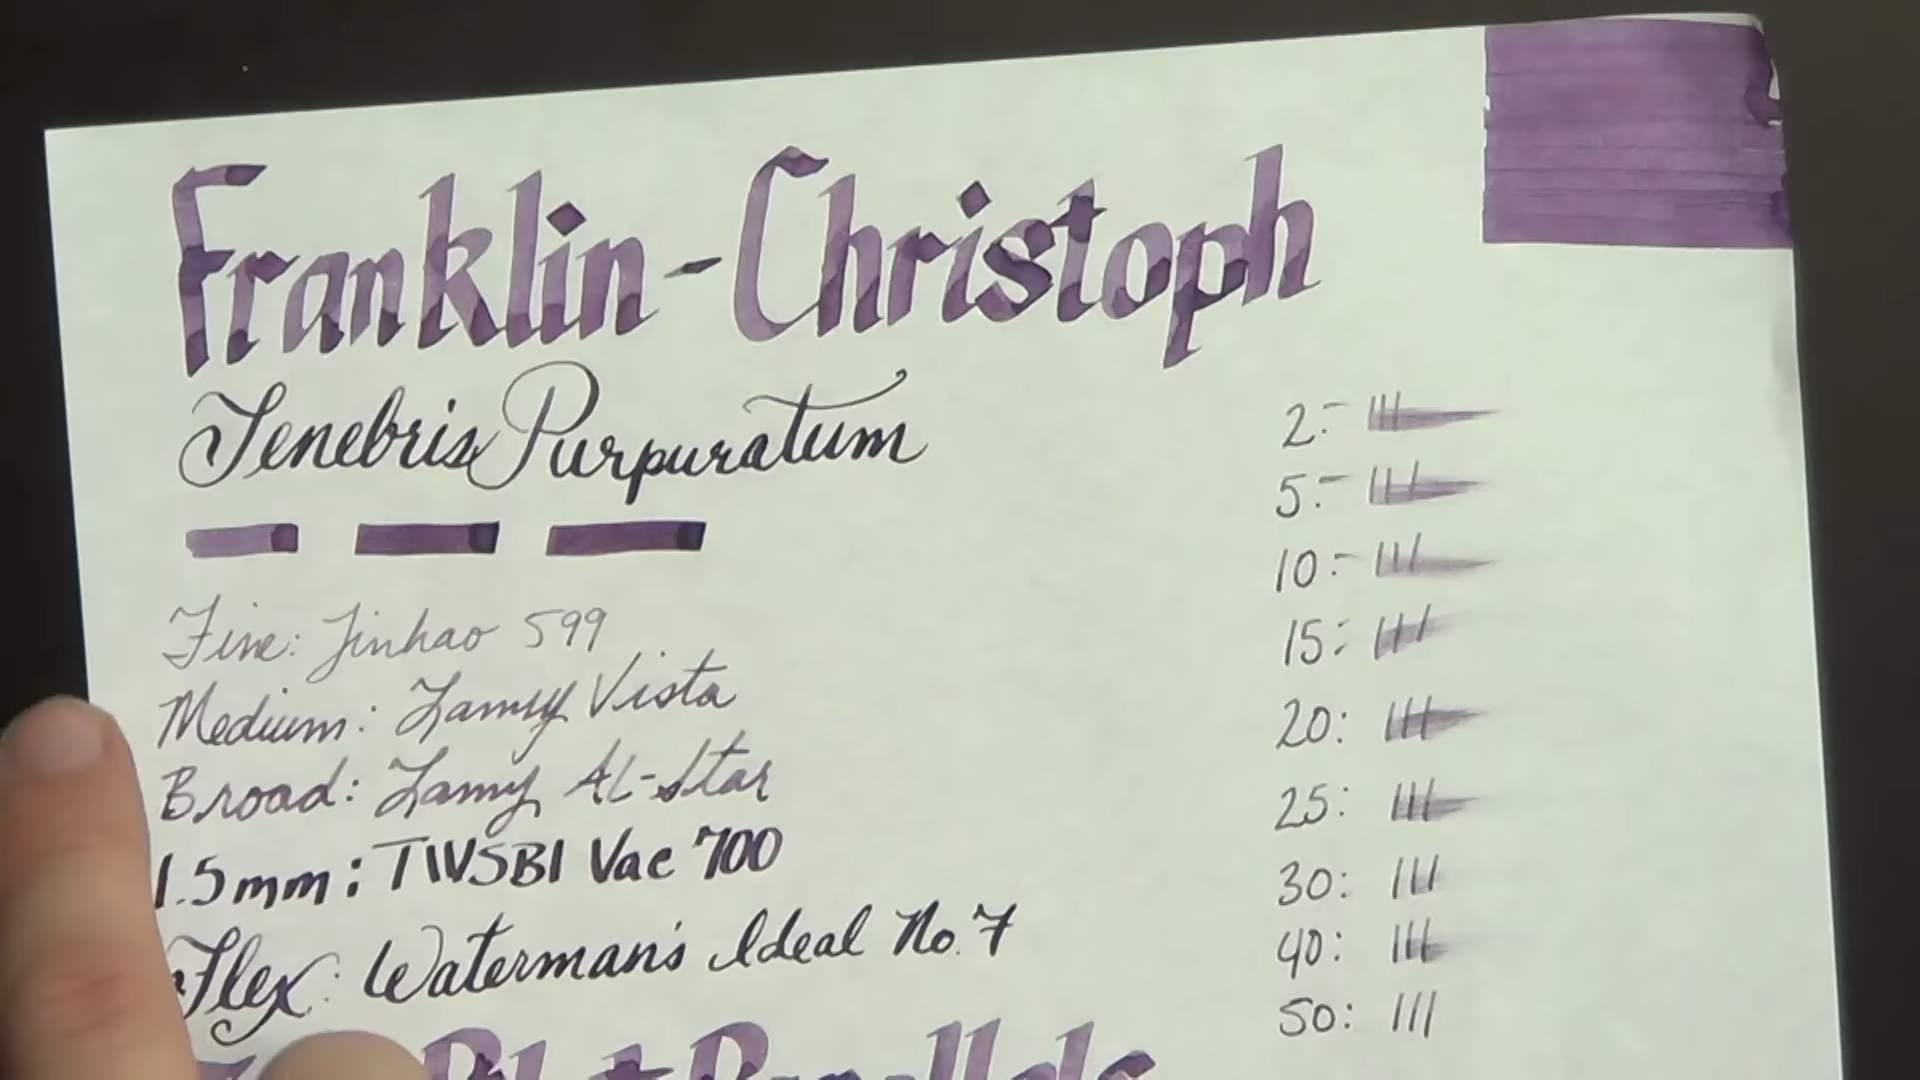 Franklin-Christoph
Tenebris Purpuratum
Fine: Jinhao 599
Medium: Lamy Vista
Broad: Lamy AL-Star
1.5mm: TWSBI Vac 700
Flex: Waterman's Ideal No. 7
2:-
5:-
10:-
15:
20:
25:
30:
40:
50: